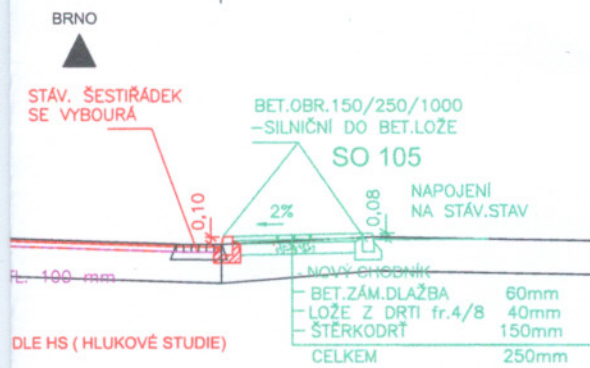 BRNO
STÁV. ŠESTIŘÁDEK
SE VYBOURÁ
BET.OBR.150/250/1000
-SILNIČNÍ DO BET.LOŽE
SO 105
0,10
2%
0,08
NAPOJENÍ
NA STÁV.STAV
TL. 100 mm
NOVÝ CHODNÍK
BET.ZÁM.DLAŽBA 60mm
LOŽE Z DRTI fr.4/8 40mm
ŠTĚRKODRŤ 150mm
CELKEM 250mm
DLE HS ( HLUKOVÉ STUDIE)